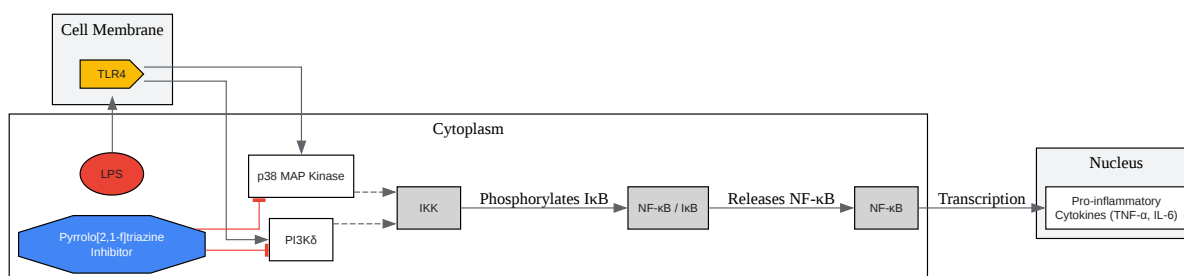 Cell Membrane
TLR4
Cytoplasm
LPS
p38 MAP Kinase
Pyrrolo[2,1-f]triazine
Inhibitor
PI3Kδ
IKK
Phosphorylates IκB
NF-κB / IκB
Releases NF-κB
NF-κB
Transcription
Nucleus
Pro-inflammatory
Cytokines (TNF-α, IL-6)